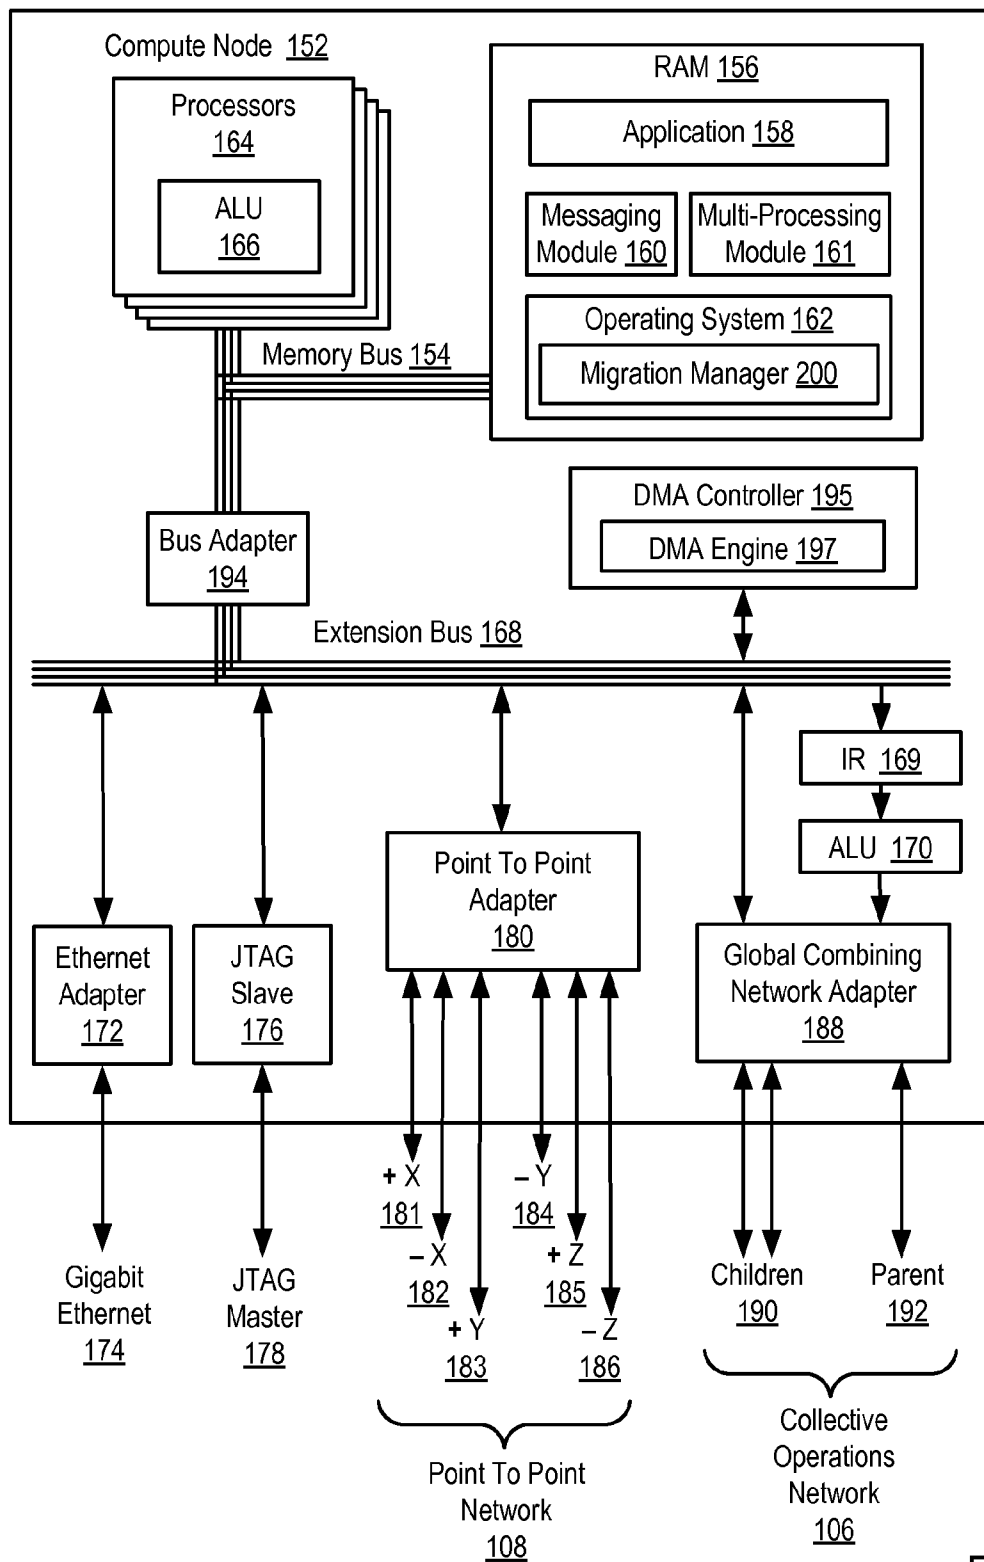 Compute Node 152
Processors
164
ALU
166
RAM 156
Application 158
Messaging
Module 160
Multi-Processing
Module 161
Operating System 162
Migration Manager 200
Memory Bus 154
DMA Controller 195
DMA Engine 197
Bus Adapter
194
Extension Bus 168
IR 169
ALU 170
Point To Point
Adapter
180
Ethernet
Adapter
172
JTAG
Slave
176
Global Combining
Network Adapter
188
+ X
181
– X
182
+ Y
183
– Y
184
+ Z
185
– Z
186
Gigabit
Ethernet
174
JTAG
Master
178
Children
190
Parent
192
Point To Point
Network
108
Collective
Operations
Network
106